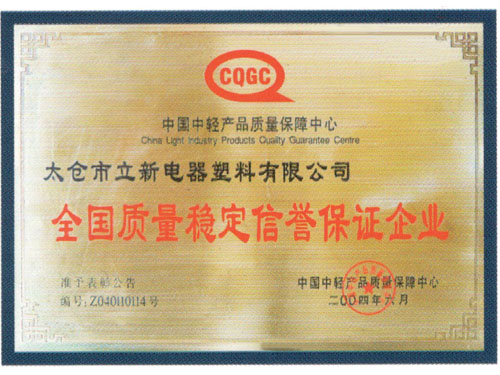 CQGC
中国中轻产品质量保障中心
China Light Industry Products Quality Guarantee Centre
太仓市立新电器塑料有限公司
全国质量稳定信誉保证企业
准予表彰公告
编号:Z040110114号
中国中轻产品质量保障中心
二00四年六月